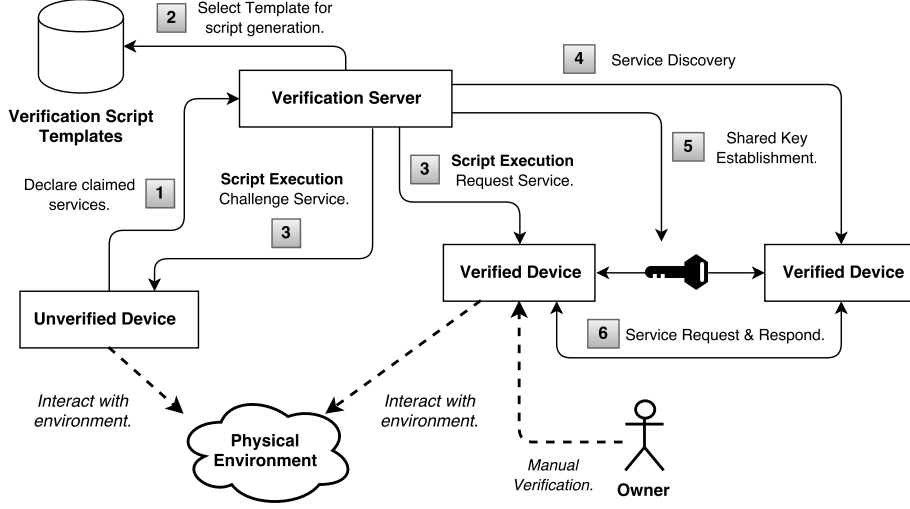 2
Select Template for
script generation.
4
Service Discovery
Verification Server
Verification Script
Templates
5
Shared Key
Establishment.
3
Script Execution
Request Service.
Script Execution
Challenge Service.
3
1
Declare claimed
services.
Verified Device
Verified Device
Unverified Device
6
Service Request & Respond.
Interact with
environment.
Interact with
environment.
Physical
Environment
Manual
Verification.
Owner